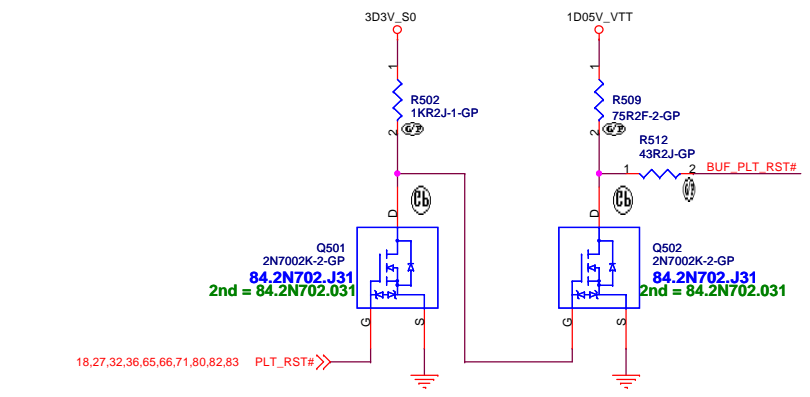 3D3V_S0
1D05V_VTT
1
1
R502
1KR2J-1-GP
R509
75R2F-2-GP
2
G/P
2
G/P
R512
43R2J-GP
1
2
BUF_PLT_RST#
G/P
D
D
Q501
2N7002K-2-GP
84.2N702.J31
2nd = 84.2N702.031
Q502
2N7002K-2-GP
84.2N702.J31
2nd = 84.2N702.031
G
S
G
S
18,27,32,36,65,66,71,80,82,83 PLT_RST#